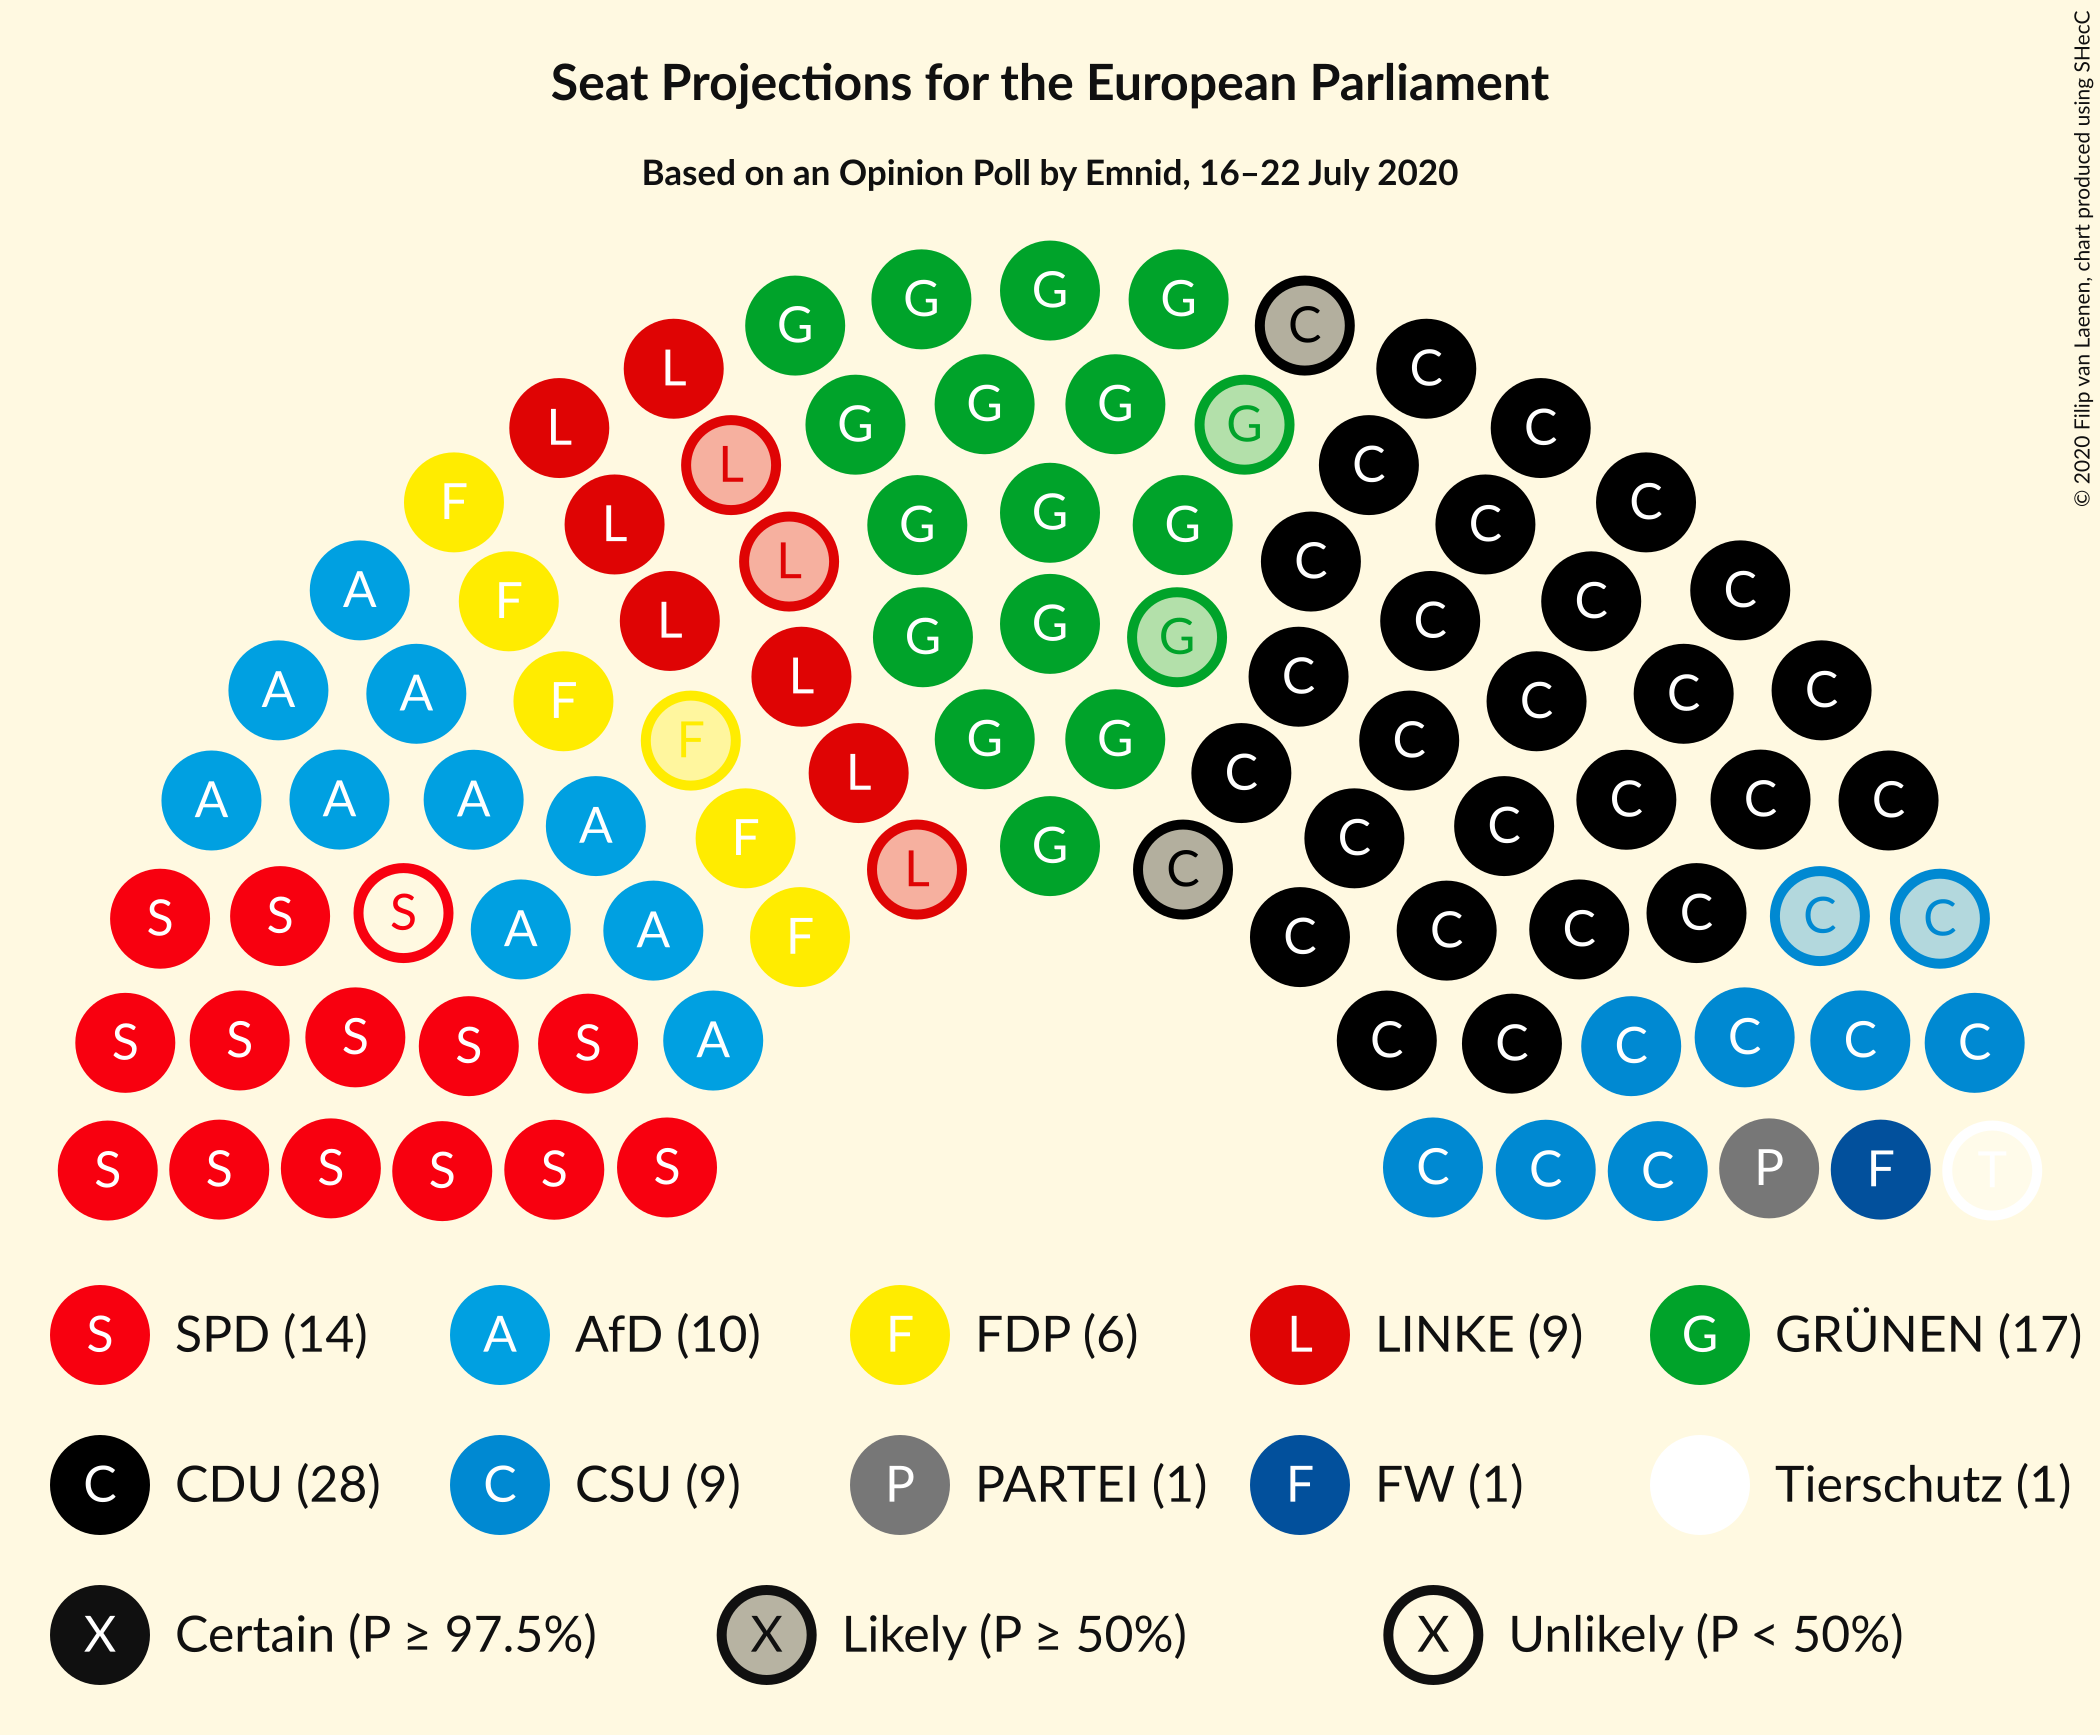 Seat Projections for the European Parliament
Based on an Opinion Poll by Emnid, 16–22 July 2020
© 2020 Filip van Laenen, chart produced using SHecC
G G G G C
L G G G G C C
L L C C
F L G G G C C
A F L L C C C C
A A F L G G G C C C C C
A A A A F F L G G C C C C C C
S S S A A F L G C C C C C C C
S S S S S A C C C C C C
S S S S S S C C C P F T
S SPD (14) A AfD (10) F FDP (6) L LINKE (9) G GRÜNEN (17)
C CDU (28) C CSU (9) P PARTEI (1) F FW (1) Tierschutz (1)
X Certain (P ≥ 97.5%) X Likely (P ≥ 50%) X Unlikely (P < 50%)